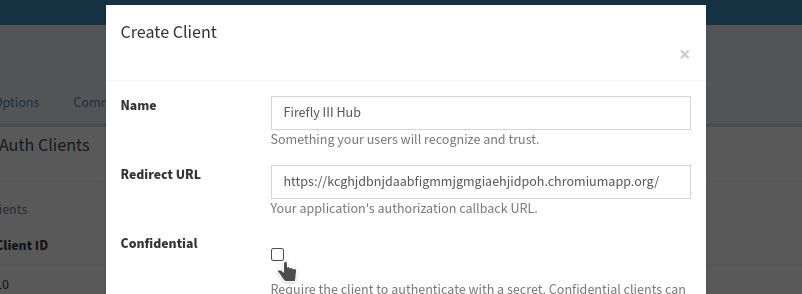 Create Client
×
Options
Comm
Name
Firefly III Hub
Something your users will recognize and trust.
Auth Clients
Redirect URL
https://kcghjdbnjdaabfigmmjgmgiaehjidpoh.chromiumapp.org/
Your application's authorization callback URL.
ients
Confidential
Client ID
10
Require the client to authenticate with a secret. Confidential clients can